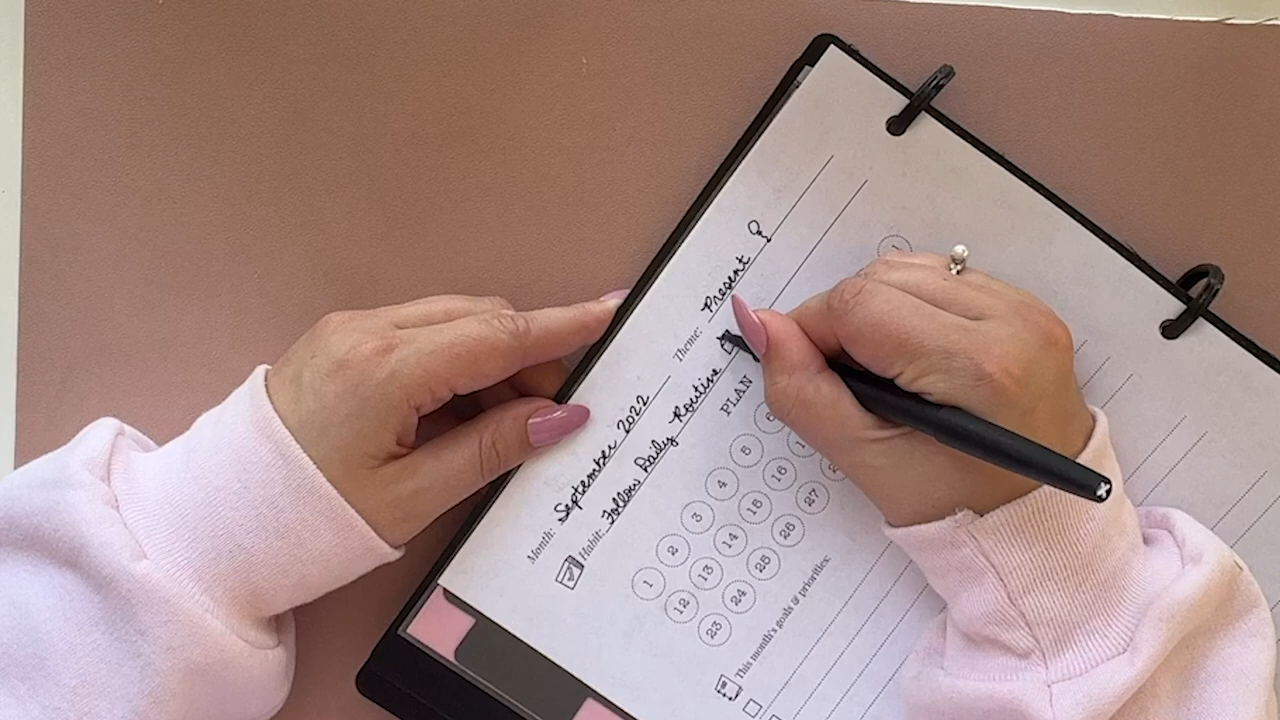 Month: September 2022 Theme: Present
Habit: Follow Daily Routine
PLAN
1 2 3 4 5 6
12 13 14 15 16
23 24 25 26 27
This month's goals & priorities: